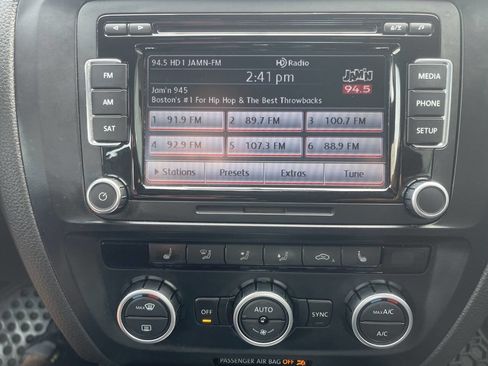 94.5 HD1 JAMN-FM HD Radio
2:41 pm
JAM'N
94.5
Jam'n 945
Boston's #1 For Hip Hop & The Best Throwbacks
1 91.9 FM 2 89.7 FM 3 100.7 FM
4 92.9 FM 5 107.3 FM 6 88.9 FM
Stations Presets Extras Tune
FM
AM
SAT
MEDIA
PHONE
SETUP
MAX
OFF
AUTO
SYNC
MAX A/C
A/C
PASSENGER AIR BAG OFF